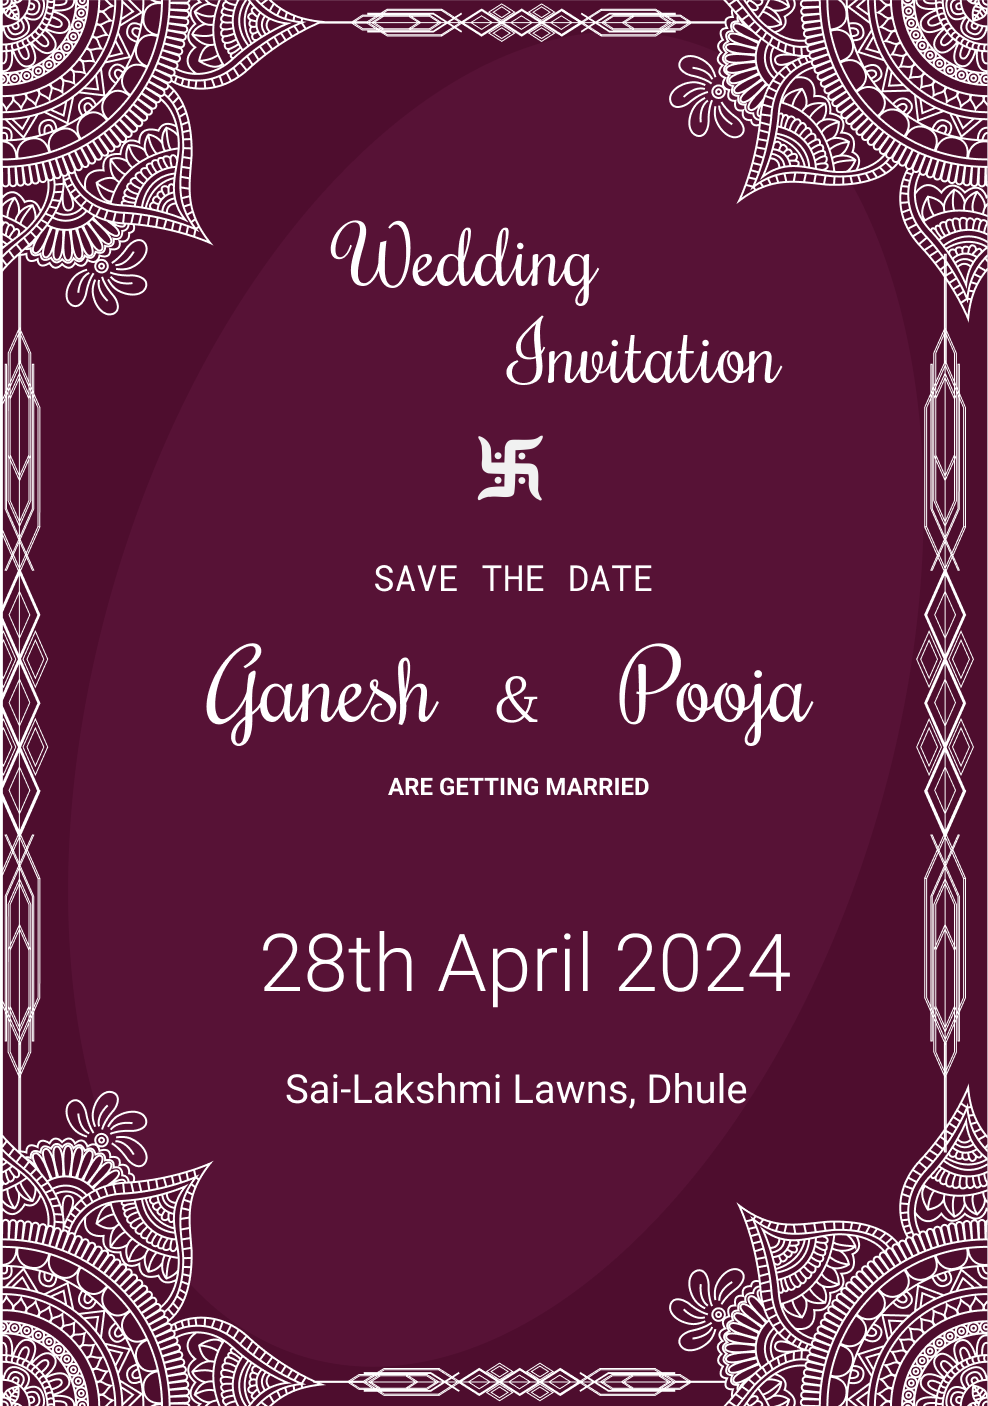 Wedding
Invitation
SAVE THE DATE
Ganesh & Pooja
ARE GETTING MARRIED
28th April 2024
Sai-Lakshmi Lawns, Dhule